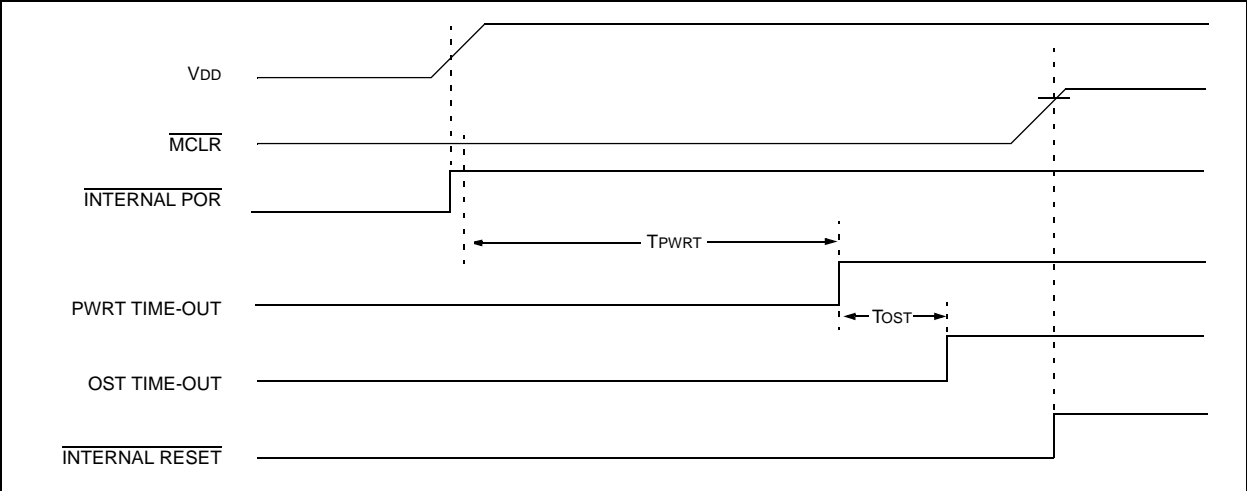 VDD
MCLR
INTERNAL POR
TPWRT
PWRT TIME-OUT
TOST
OST TIME-OUT
INTERNAL RESET